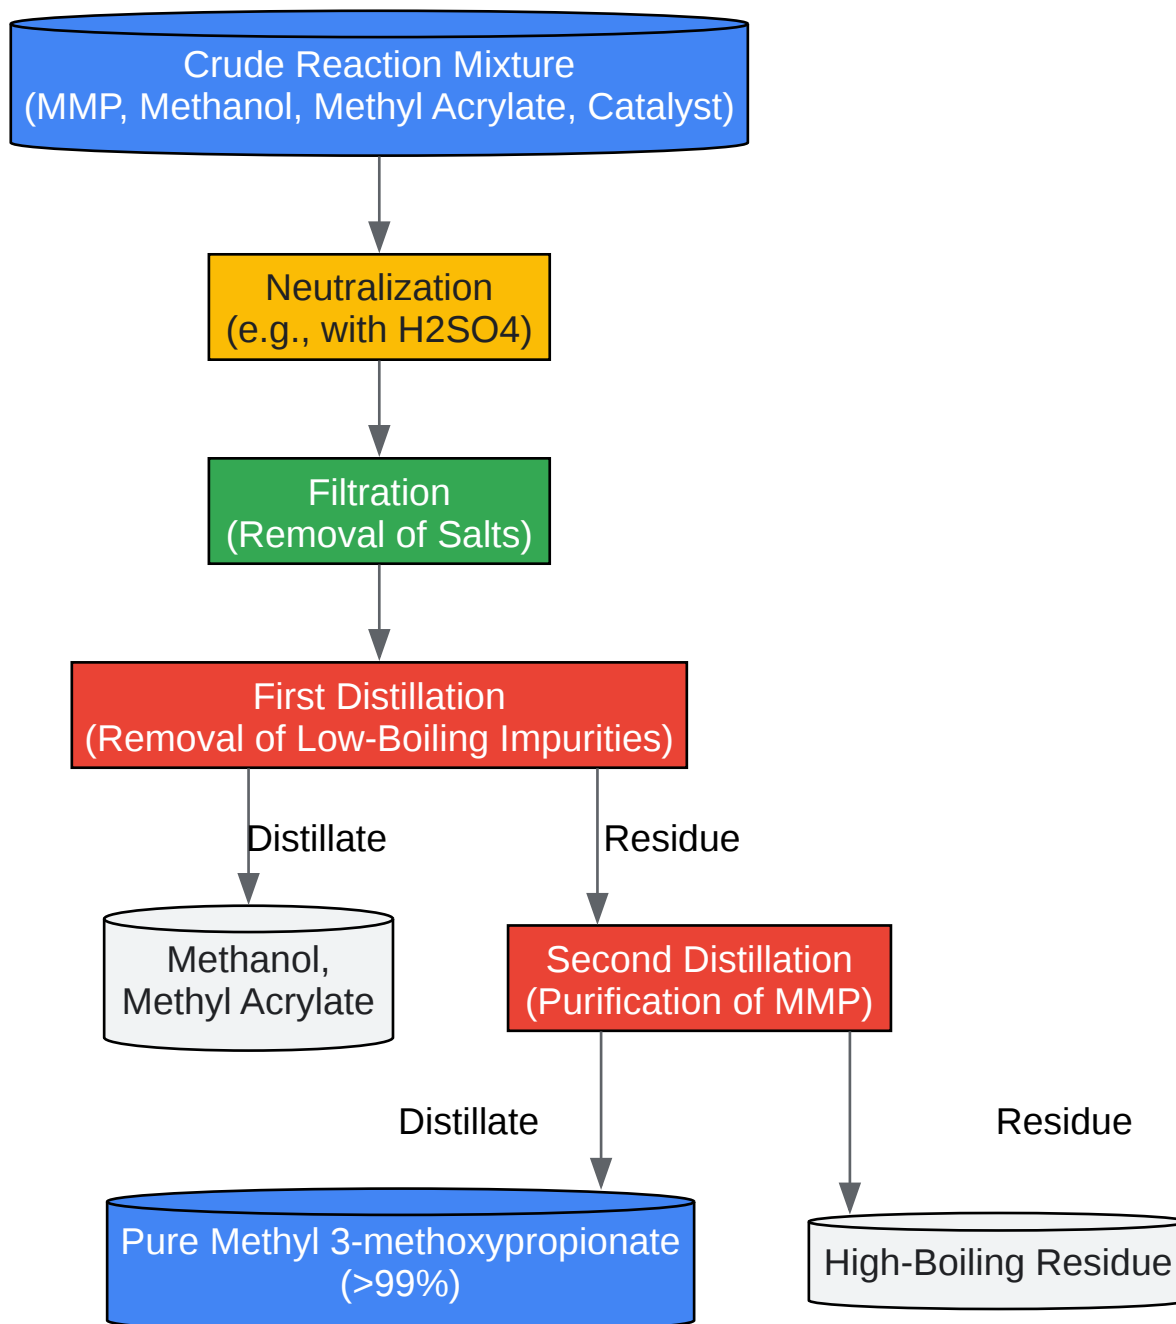 Crude Reaction Mixture
(MMP, Methanol, Methyl Acrylate, Catalyst)
Neutralization
(e.g., with H2SO4)
Filtration
(Removal of Salts)
First Distillation
(Removal of Low-Boiling Impurities)
Distillate
Residue
Methanol,
Methyl Acrylate
Second Distillation
(Purification of MMP)
Distillate
Residue
Pure Methyl 3-methoxypropionate
(>99%)
High-Boiling Residue